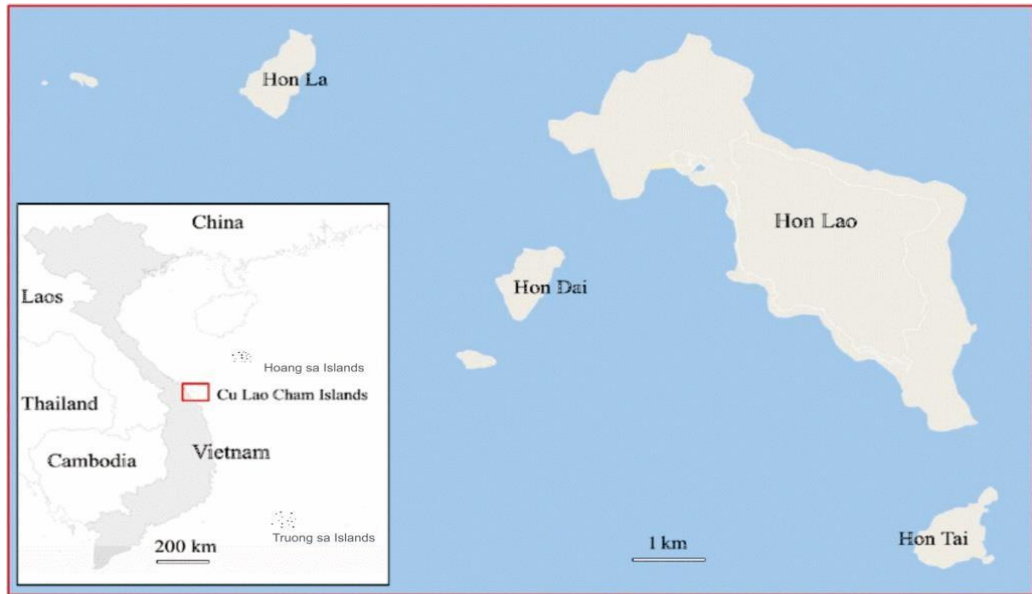 Hon La
Hon Lao
Hon Dai
Hon Tai
1 km
China
Laos
Hoang sa Islands
Cu Lao Cham Islands
Thailand
Vietnam
Cambodia
Truong sa Islands
200 km